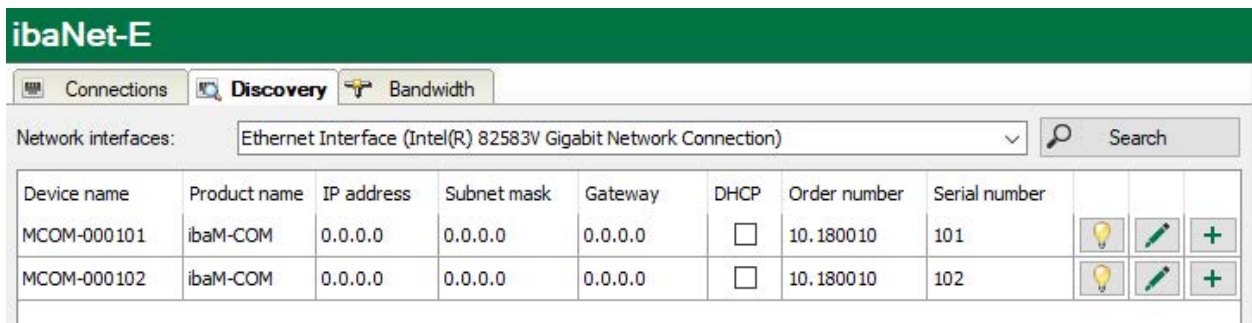 ibaNet-E
Connections Discovery Bandwidth
Network interfaces: Ethernet Interface (Intel(R) 82583V Gigabit Network Connection) Search
Device name Product name IP address Subnet mask Gateway DHCP Order number Serial number
MCOM-000101 ibaM-COM 0.0.0.0 0.0.0.0 0.0.0.0 10.180010 101
MCOM-000102 ibaM-COM 0.0.0.0 0.0.0.0 0.0.0.0 10.180010 102